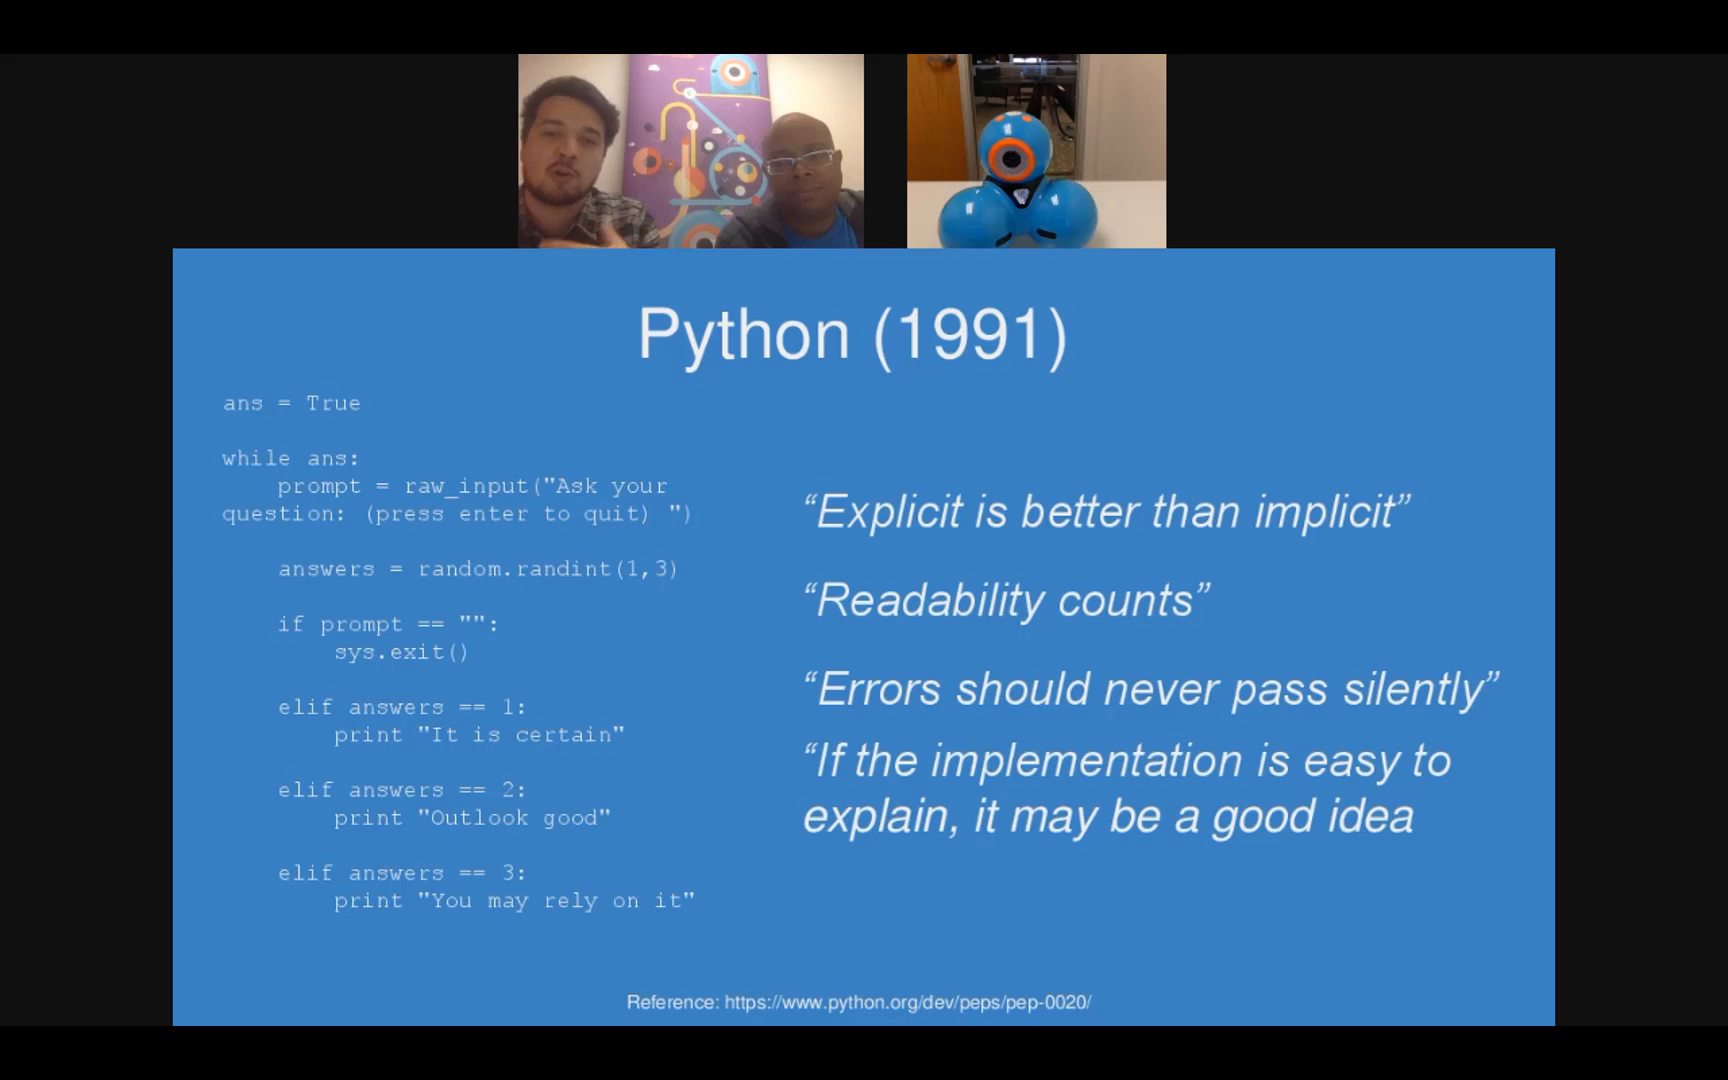 Python (1991)
ans = True
while ans:
    prompt = raw_input("Ask your
question: (press enter to quit) ")
    answers = random.randint(1,3)
    if prompt == "":
        sys.exit()
    elif answers == 1:
        print "It is certain"
    elif answers == 2:
        print "Outlook good"
    elif answers == 3:
        print "You may rely on it"
“Explicit is better than implicit”
“Readability counts”
“Errors should never pass silently”
“If the implementation is easy to
explain, it may be a good idea
Reference: https://www.python.org/dev/peps/pep-0020/